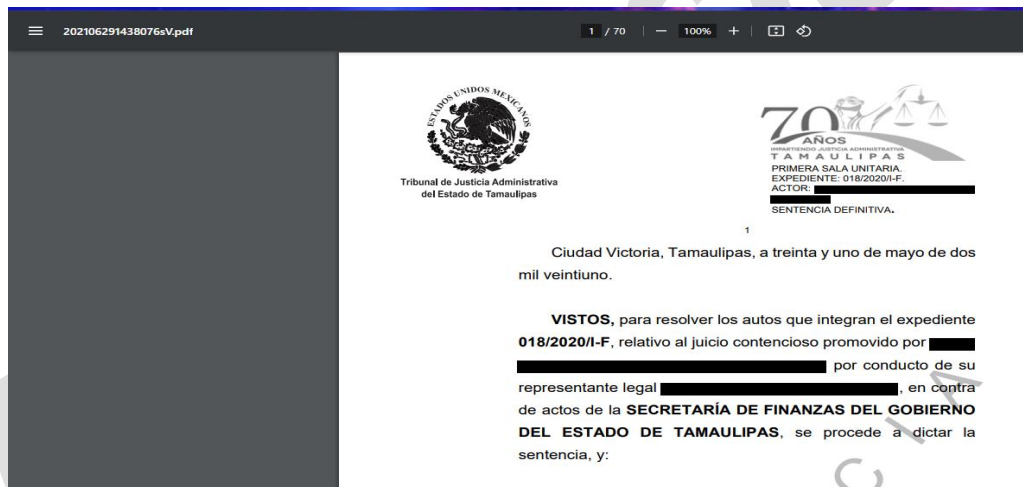 202106291438076sV.pdf
1 / 70
100%
ESTADOS UNIDOS MEXICANOS
Tribunal de Justicia Administrativa
del Estado de Tamaulipas
70
AÑOS
IMPARTIENDO JUSTICIA ADMINISTRATIVA
TAMAULIPAS
PRIMERA SALA UNITARIA.
EXPEDIENTE: 018/2020/I-F.
ACTOR:
SENTENCIA DEFINITIVA.
1
Ciudad Victoria, Tamaulipas, a treinta y uno de mayo de dos
mil veintiuno.
VISTOS, para resolver los autos que integran el expediente
018/2020/I-F, relativo al juicio contencioso promovido por
por conducto de su
representante legal , en contra
de actos de la SECRETARÍA DE FINANZAS DEL GOBIERNO
DEL ESTADO DE TAMAULIPAS, se procede a dictar la
sentencia, y:
C I A